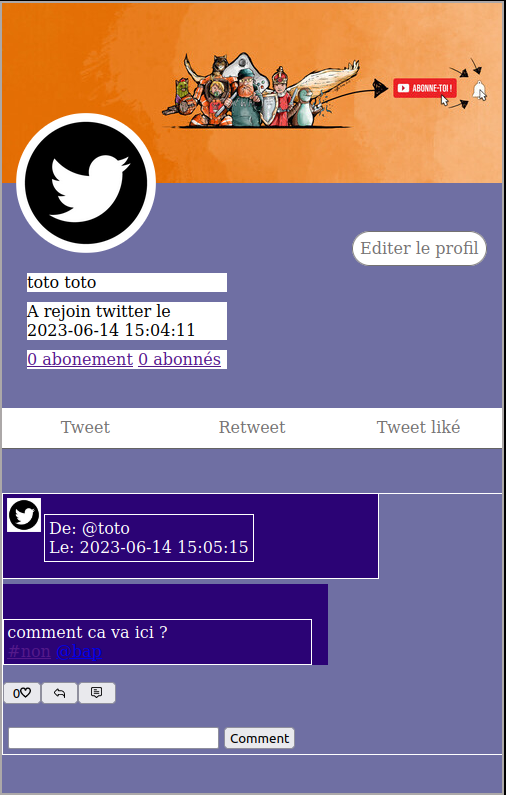 ABONNE-TOI !
Editer le profil
toto toto
A rejoin twitter le
2023-06-14 15:04:11
0 abonement 0 abonnés
Tweet Retweet Tweet liké
De: @toto
Le: 2023-06-14 15:05:15
comment ca va ici ?
#non
0
Comment